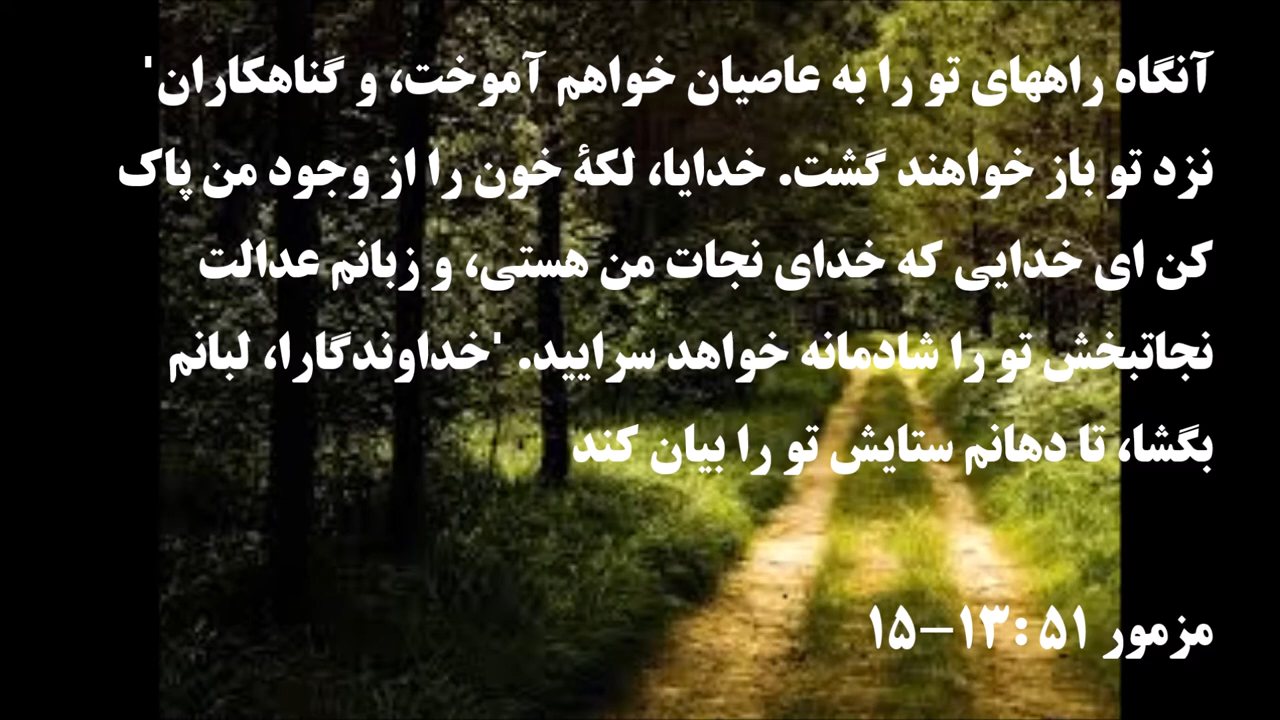 آنگاه راههای تو را به عاصیان خواهم آموخت، و گناهکاران'
نزد تو باز خواهند گشت. خدایا، لکۀ خون را از وجود من پاک
کن ای خدایی که خدای نجات من هستی، و زبانم عدالت
نجاتبخش تو را شادمانه خواهد سرایید. 'خداوندگارا، لبانم
بگشا، تا دهانم ستایش تو را بیان کند
مزمور ۵۱:۱۳–۱۵